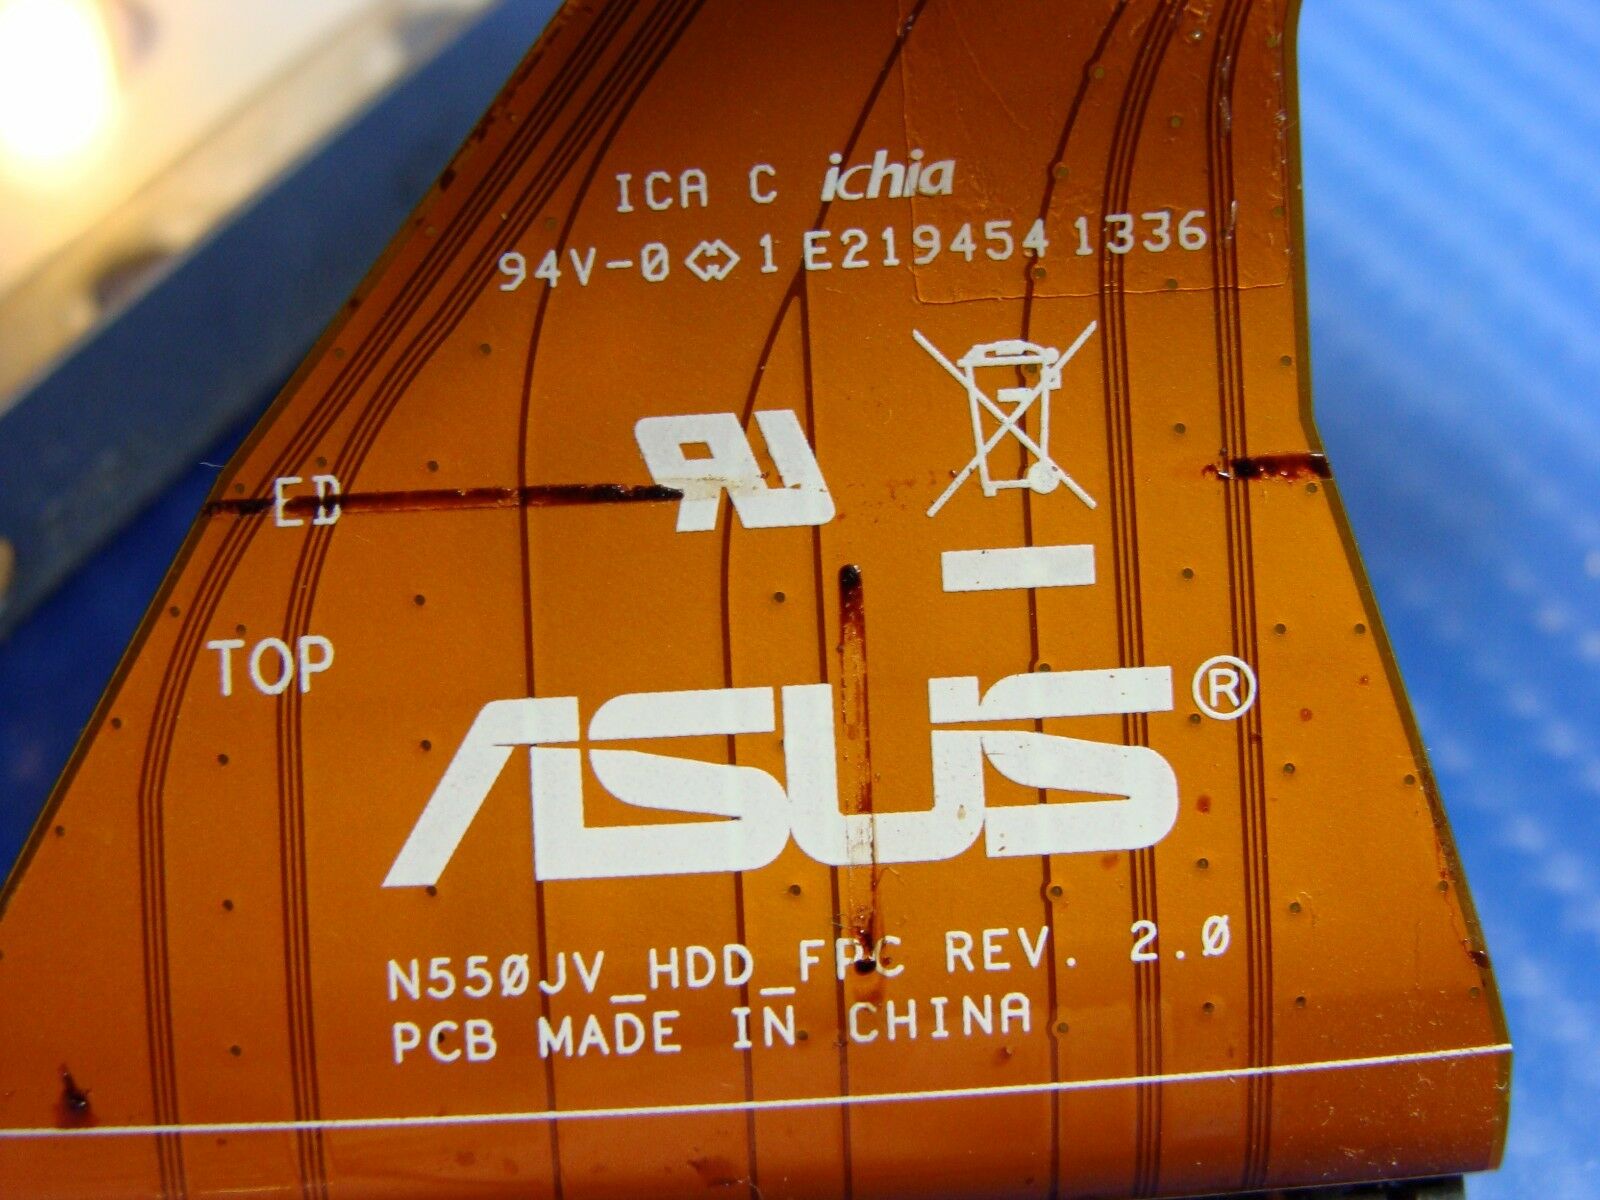 ICA C ichia
94V-0 1 E219454 1336
ED
TOP
ASUS®
N550JV_HDD_FPC REV. 2.0
PCB MADE IN CHINA